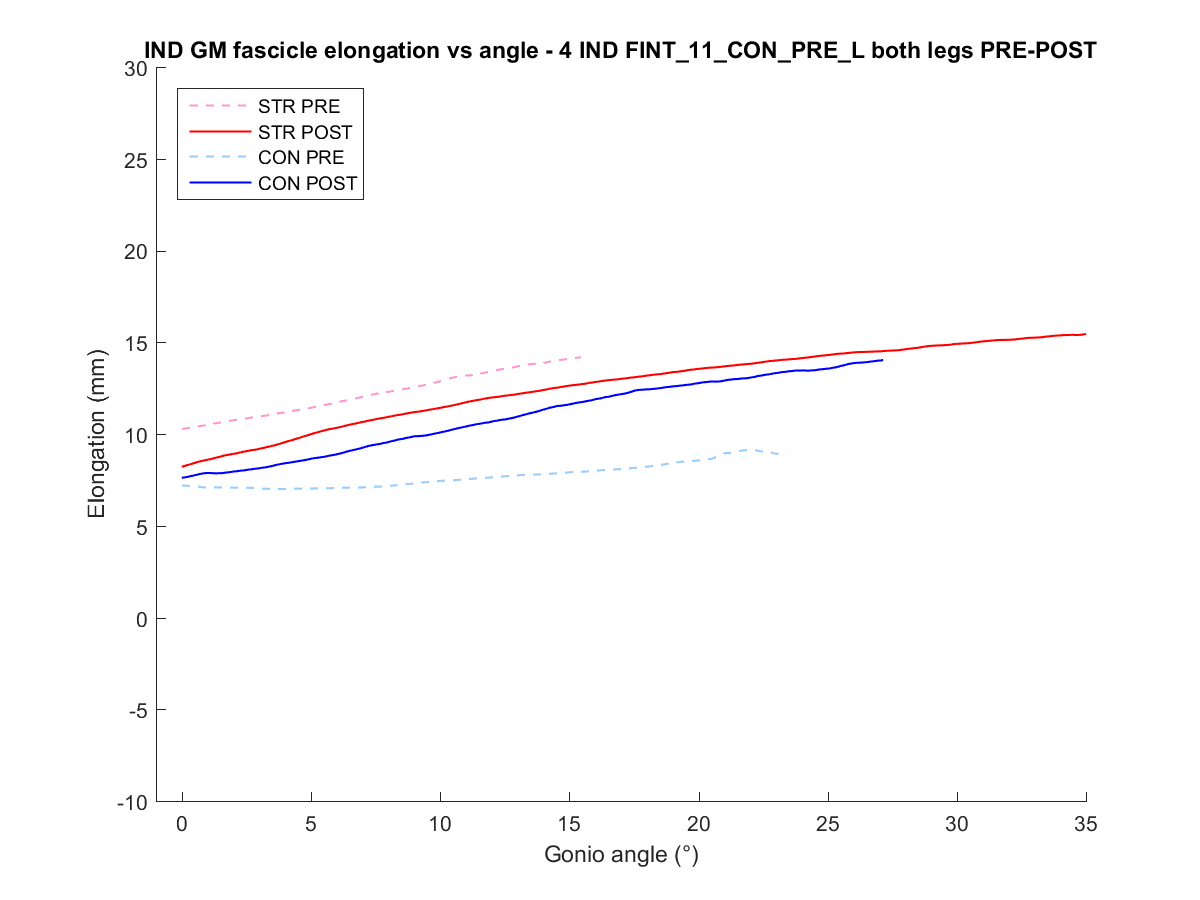 IND GM fascicle elongation vs angle - 4 IND FINT_11_CON_PRE_L both legs PRE-POST
30
25
20
15
10
5
0
-5
-10
Elongation (mm)
STR PRE
STR POST
CON PRE
CON POST
0 5 10 15 20 25 30 35
Gonio angle (°)